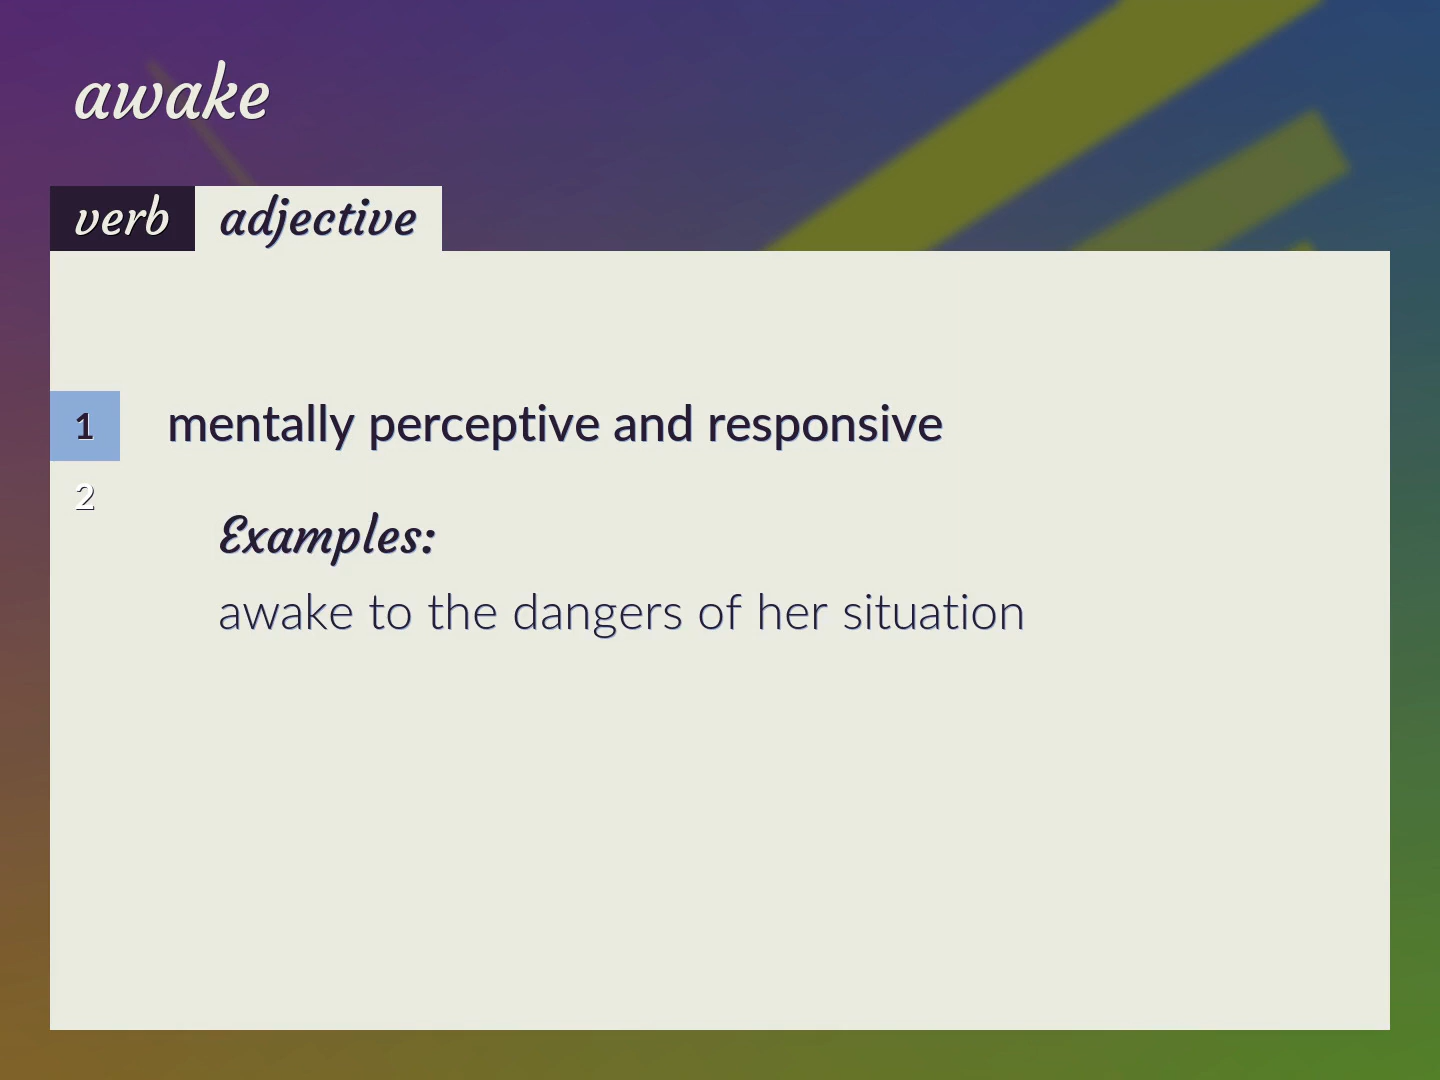 awake
verb adjective
1 mentally perceptive and responsive
2
Examples:
awake to the dangers of her situation